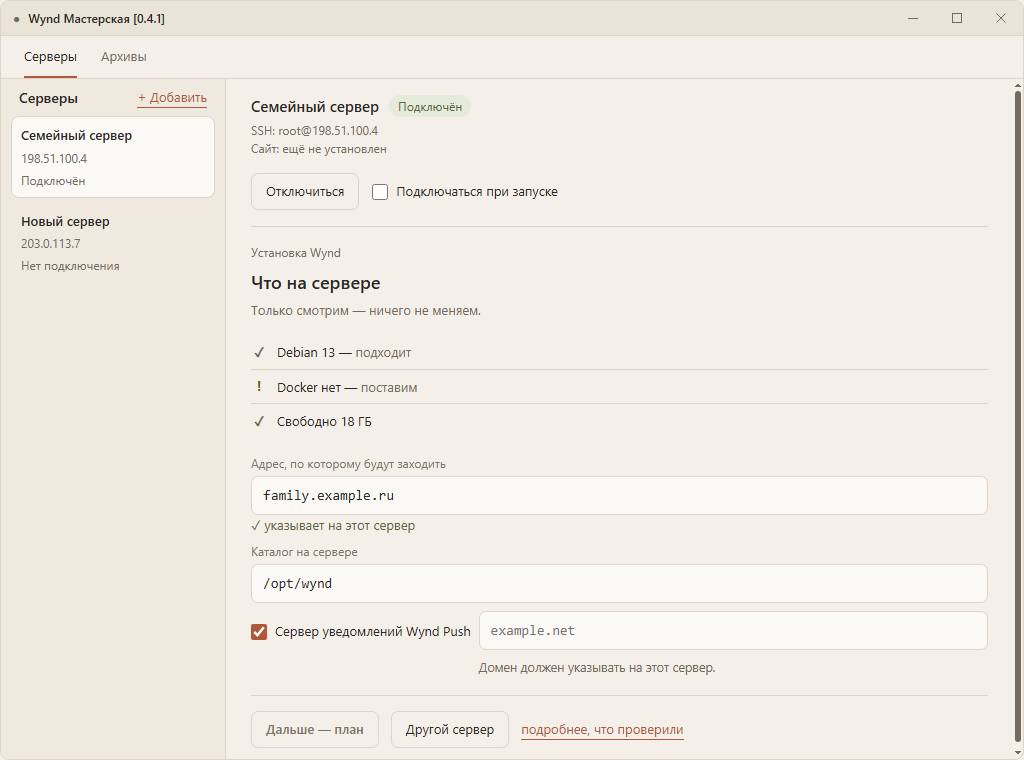 Wynd Мастерская [0.4.1]
Серверы Архивы
Серверы + Добавить
Семейный сервер
198.51.100.4
Подключён
Новый сервер
203.0.113.7
Нет подключения
Семейный сервер Подключён
SSH: root@198.51.100.4
Сайт: ещё не установлен
Отключиться Подключаться при запуске
Установка Wynd
Что на сервере
Только смотрим — ничего не меняем.
✓ Debian 13 — подходит
! Docker нет — поставим
✓ Свободно 18 ГБ
Адрес, по которому будут заходить
family.example.ru
✓ указывает на этот сервер
Каталог на сервере
/opt/wynd
Сервер уведомлений Wynd Push example.net
Домен должен указывать на этот сервер.
Дальше — план Другой сервер подробнее, что проверили